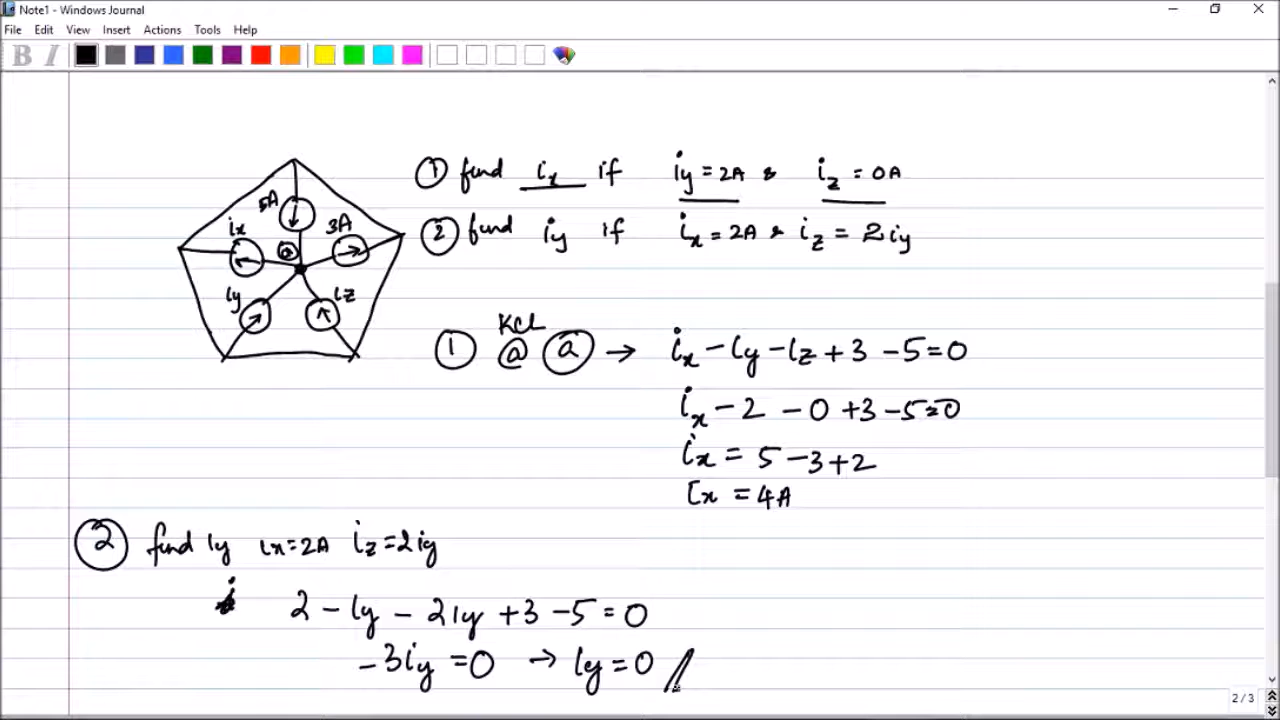 Note1 - Windows Journal
File Edit View Insert Actions Tools Help
B I
① find ix if iy = 2A & iz = 0A
② find iy if ix = 2A & iz = 2iy
5A
3A
ix
a
iy
iz
KCL
① @ ⓐ → ix - iy - iz + 3 - 5 = 0
ix - 2 - 0 + 3 - 5 = 0
ix = 5 - 3 + 2
ix = 4A
② find iy ix = 2A iz = 2iy
2 - iy - 2iy + 3 - 5 = 0
-3iy = 0 → iy = 0 //
2 / 3